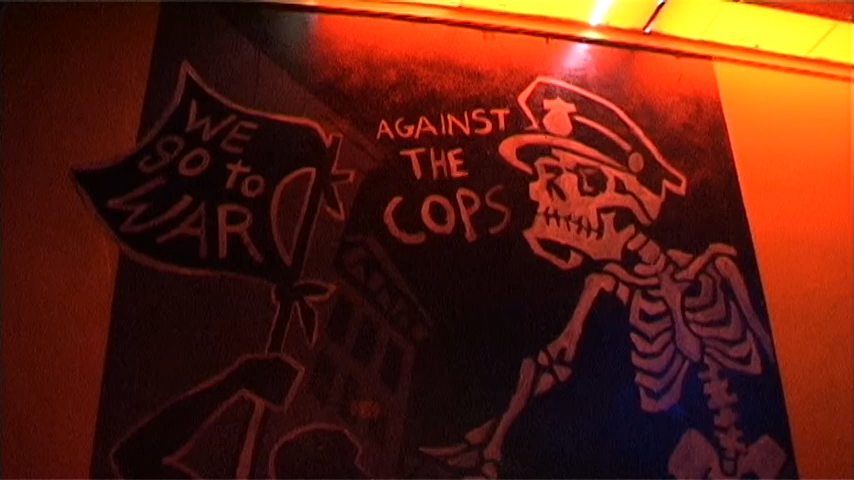 WE
go to
WAR
AGAINST
THE
COPS